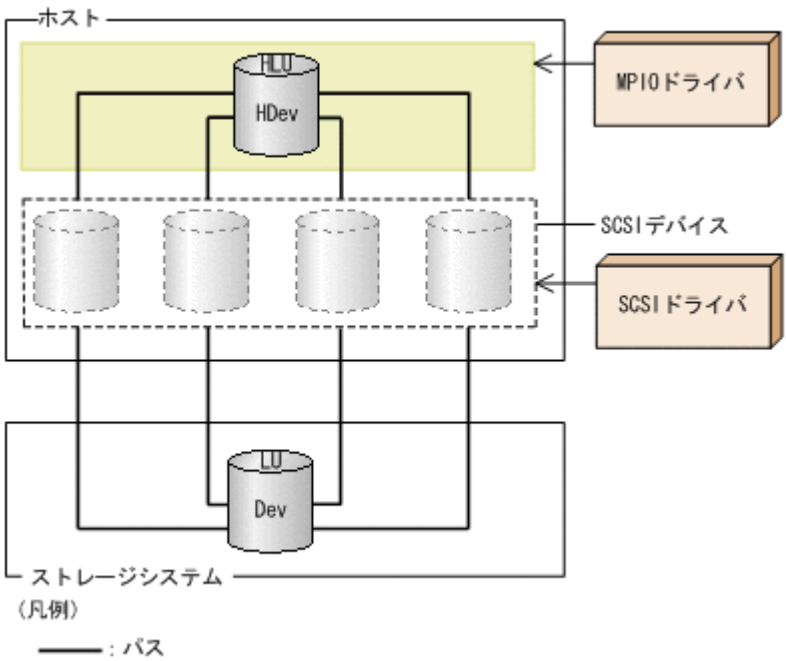 ホスト
HLU
HDev
MPIOドライバ
SCSIデバイス
SCSIドライバ
LU
Dev
ストレージシステム
(凡例)
：パス